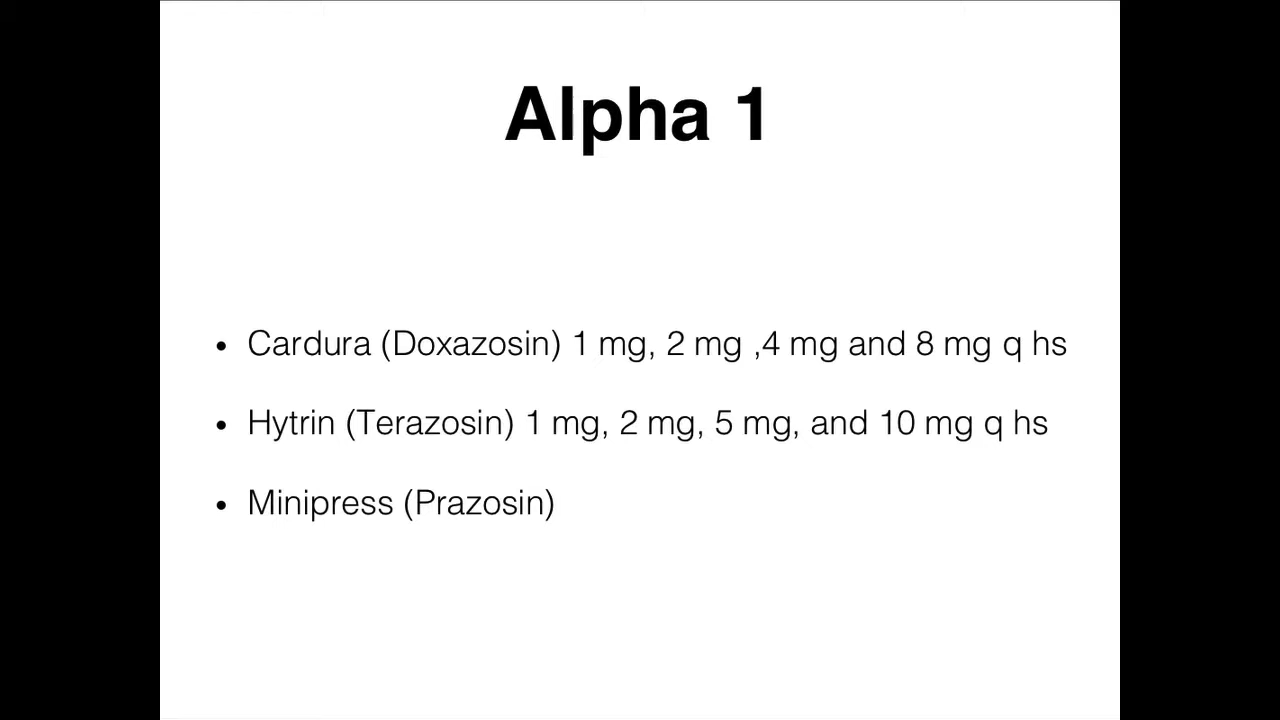 Alpha 1
• Cardura (Doxazosin) 1 mg, 2 mg ,4 mg and 8 mg q hs
• Hytrin (Terazosin) 1 mg, 2 mg, 5 mg, and 10 mg q hs
• Minipress (Prazosin)